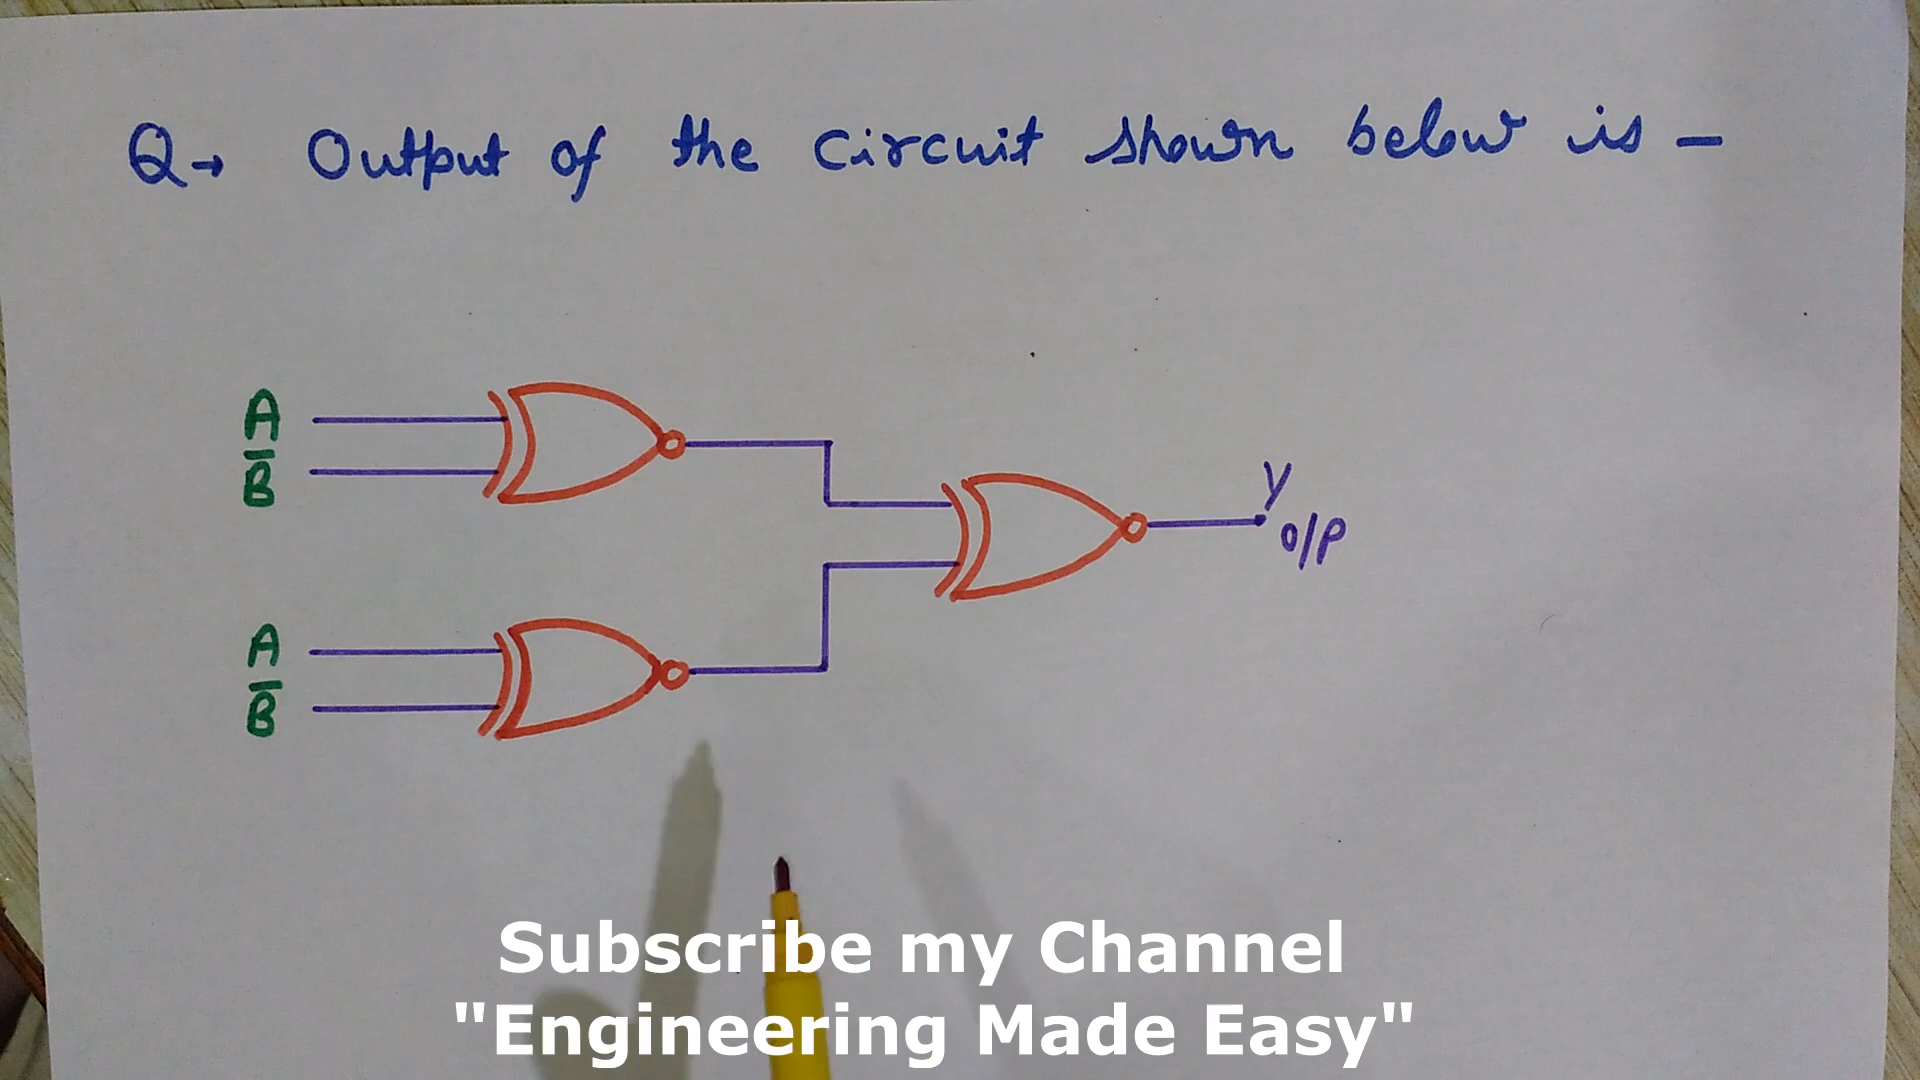 Q→ Output of the circuit shown below is –
A
B̅
Y
O/P
A
B̅
Subscribe my Channel
"Engineering Made Easy"